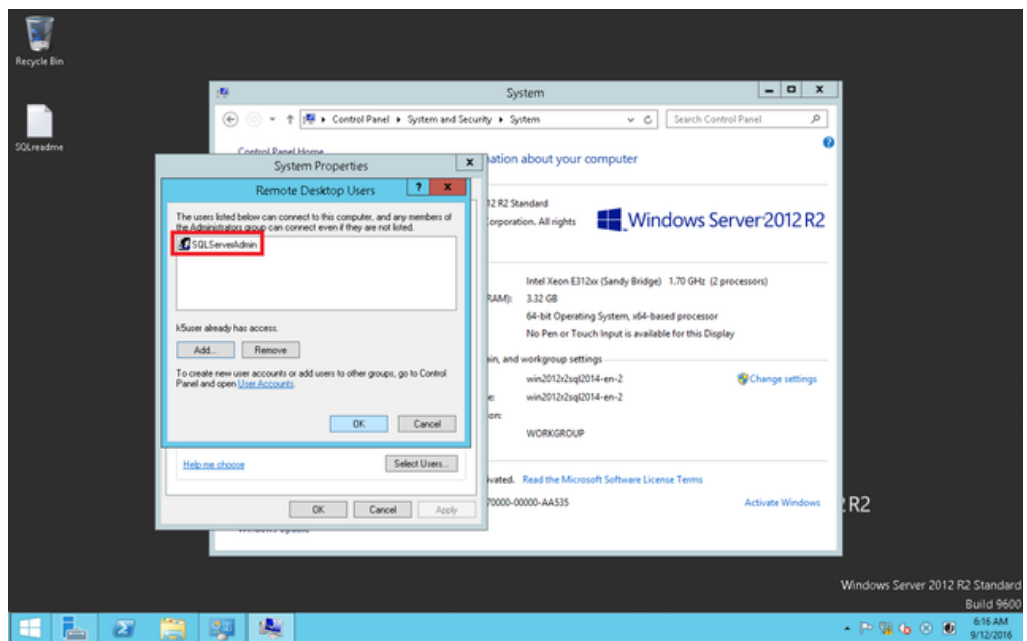 Recycle Bin
SQLreadme
System
Control Panel ▸ System and Security ▸ System
Search Control Panel
Control Panel Home
mation about your computer
System Properties
Remote Desktop Users
The users listed below can connect to this computer, and any members of
the Administrators group can connect even if they are not listed.
SQLServerAdmin
k5user already has access.
Add...
Remove
To create new user accounts or add users to other groups, go to Control
Panel and open User Accounts.
OK
Cancel
Help me choose
Select Users...
OK
Cancel
Apply
12 R2 Standard
Corporation. All rights
Windows Server 2012 R2
Intel Xeon E312xx (Sandy Bridge) 1.70 GHz (2 processors)
RAM): 3.32 GB
64-bit Operating System, x64-based processor
No Pen or Touch Input is available for this Display
ain, and workgroup settings
win2012r2sql2014-en-2
Change settings
e: win2012r2sql2014-en-2
on:
WORKGROUP
ivated. Read the Microsoft Software License Terms
70000-00000-AA535
Activate Windows
Windows Update
R2
Windows Server 2012 R2 Standard
Build 9600
6:16 AM
9/12/2016